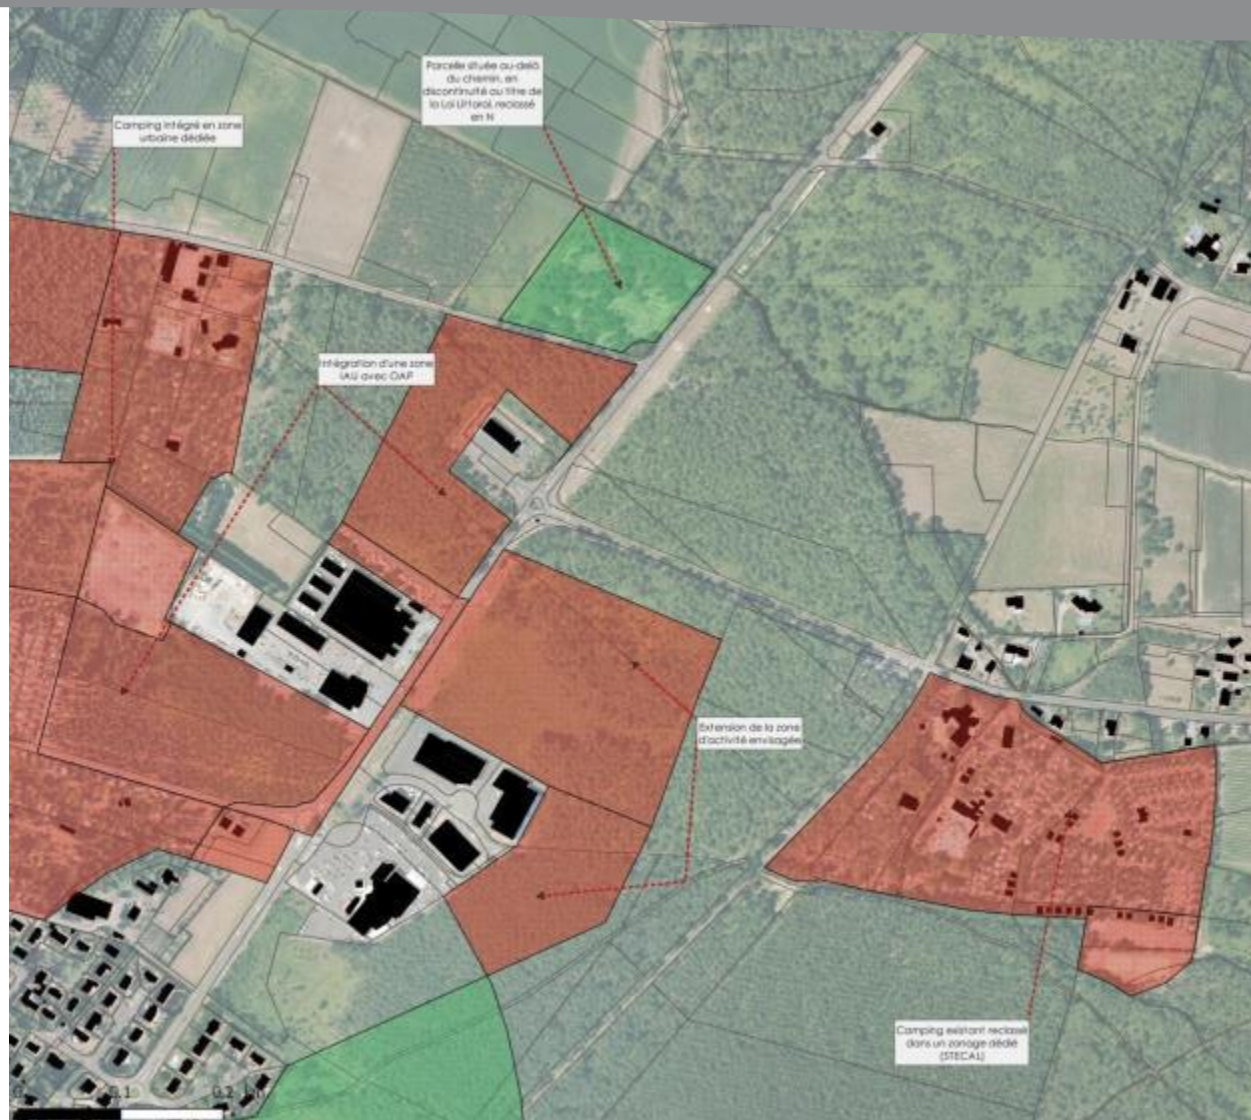 Parcelle située au-delà
du chemin, en
discontinuité au titre de
la Loi Littoral, reclassé
en N
Camping intégré en zone
urbaine dédiée
Intégration d'une zone
IAU avec OAP
Extension de la zone
d'activité envisagée
Camping existant reclassé
dans un zonage dédié
(STECAL)
0.1 0.2